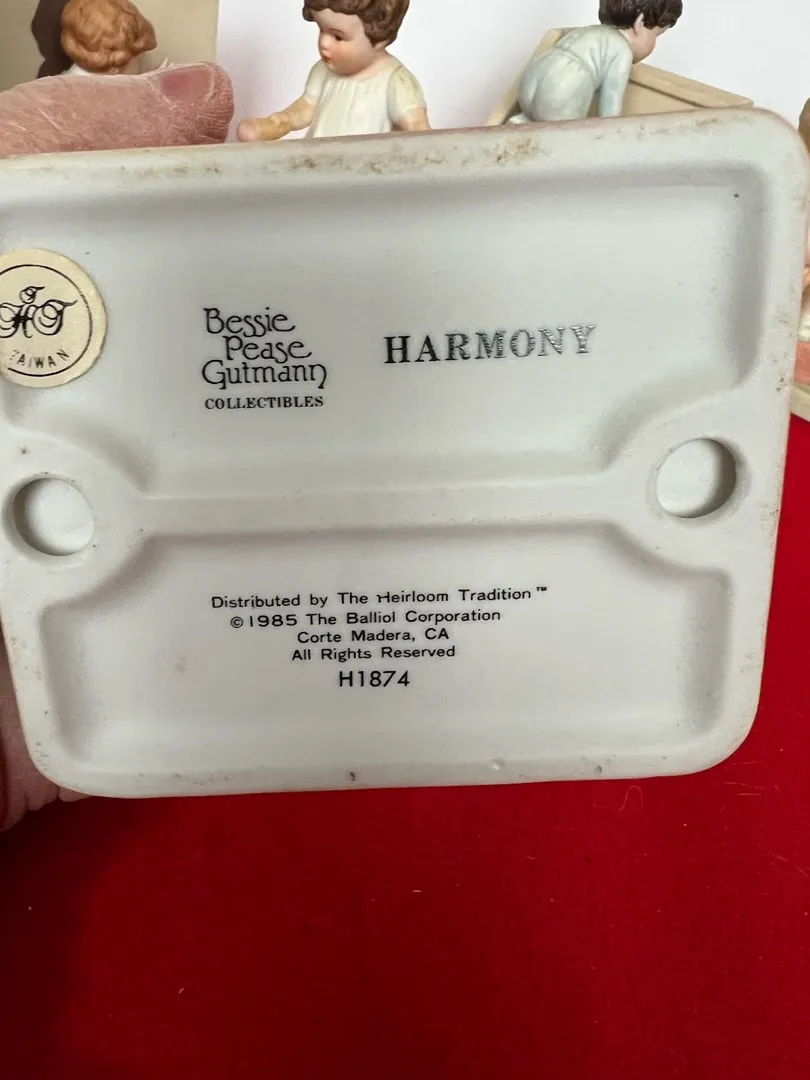 HT
TAIWAN
Bessie
Pease
Gutmann
COLLECTIBLES
HARMONY
Distributed by The Heirloom Tradition™
©1985 The Balliol Corporation
Corte Madera, CA
All Rights Reserved
H1874